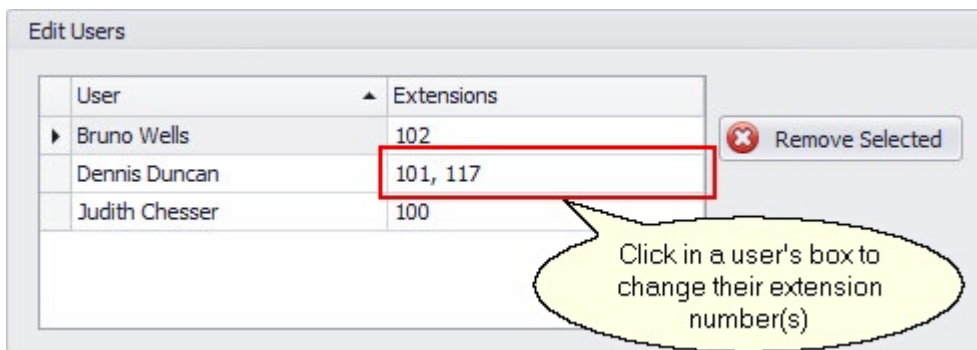 Edit Users
User Extensions
Bruno Wells 102
Remove Selected
Dennis Duncan 101, 117
Judith Chesser 100
Click in a user's box to
change their extension
number(s)